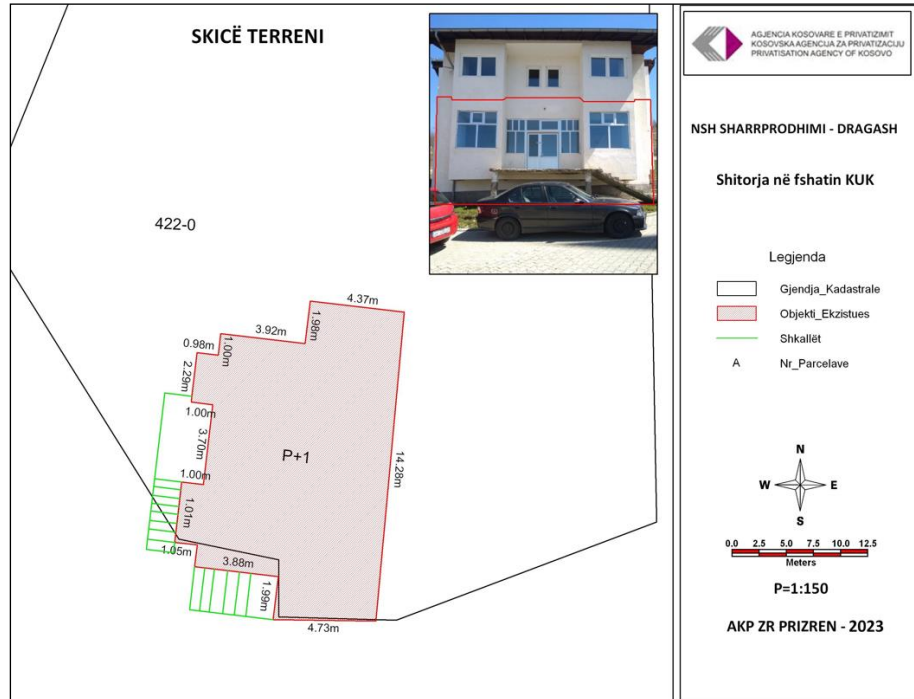 SKICË TERRENI
422-0
4.37m
1.98m
3.92m
1.00m
0.98m
2.29m
1.00m
3.70m
P+1
14.28m
1.00m
1.01m
1.05m
3.88m
1.99m
4.73m
AGJENCIA KOSOVARE E PRIVATIZIMIT
KOSOVSKA AGENCIJA ZA PRIVATIZACIJU
PRIVATISATION AGENCY OF KOSOVO
NSH SHARRPRODHIMI - DRAGASH
Shitorja në fshatin KUK
Legjenda
Gjendja_Kadastrale
Objekti_Ekzistues
Shkallët
A Nr_Parcelave
N
W E
S
0.0 2.5 5.0 7.5 10.0 12.5
Meters
P=1:150
AKP ZR PRIZREN - 2023